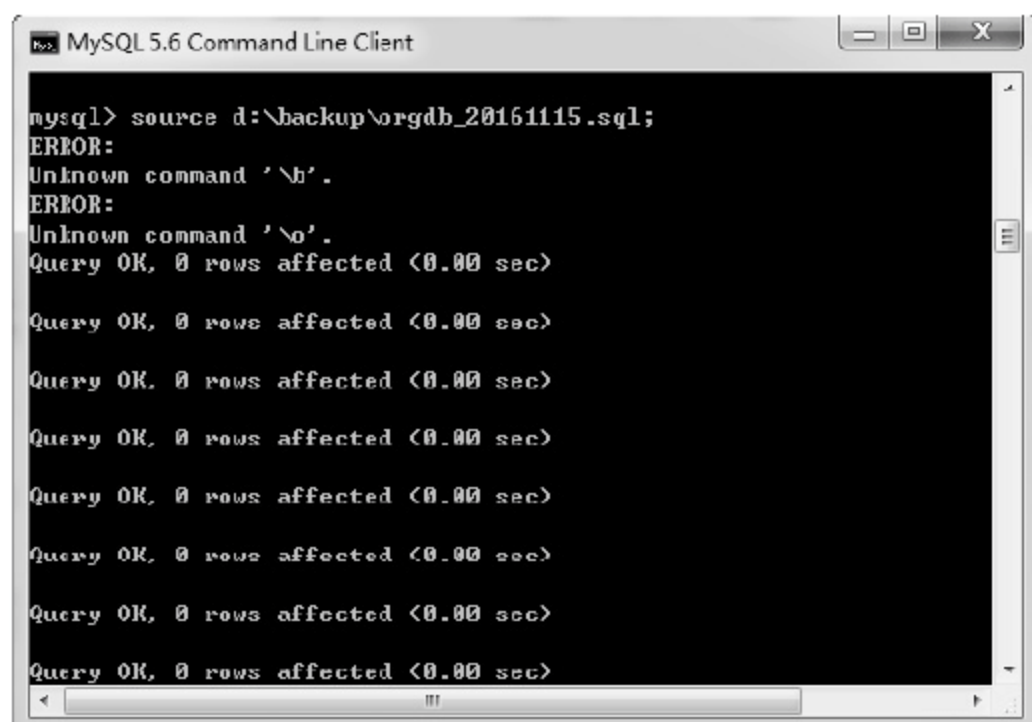 MySQL 5.6 Command Line Client
mysql> source d:\backup\orgdb_20161115.sql;
ERROR:
Unknown command '\b'.
ERROR:
Unknown command '\o'.
Query OK, 0 rows affected (0.00 sec)
Query OK, 0 rows affected (0.00 sec)
Query OK, 0 rows affected (0.00 sec)
Query OK, 0 rows affected (0.00 sec)
Query OK, 0 rows affected (0.00 sec)
Query OK, 0 rows affected (0.00 sec)
Query OK, 0 rows affected (0.00 sec)
Query OK, 0 rows affected (0.00 sec)